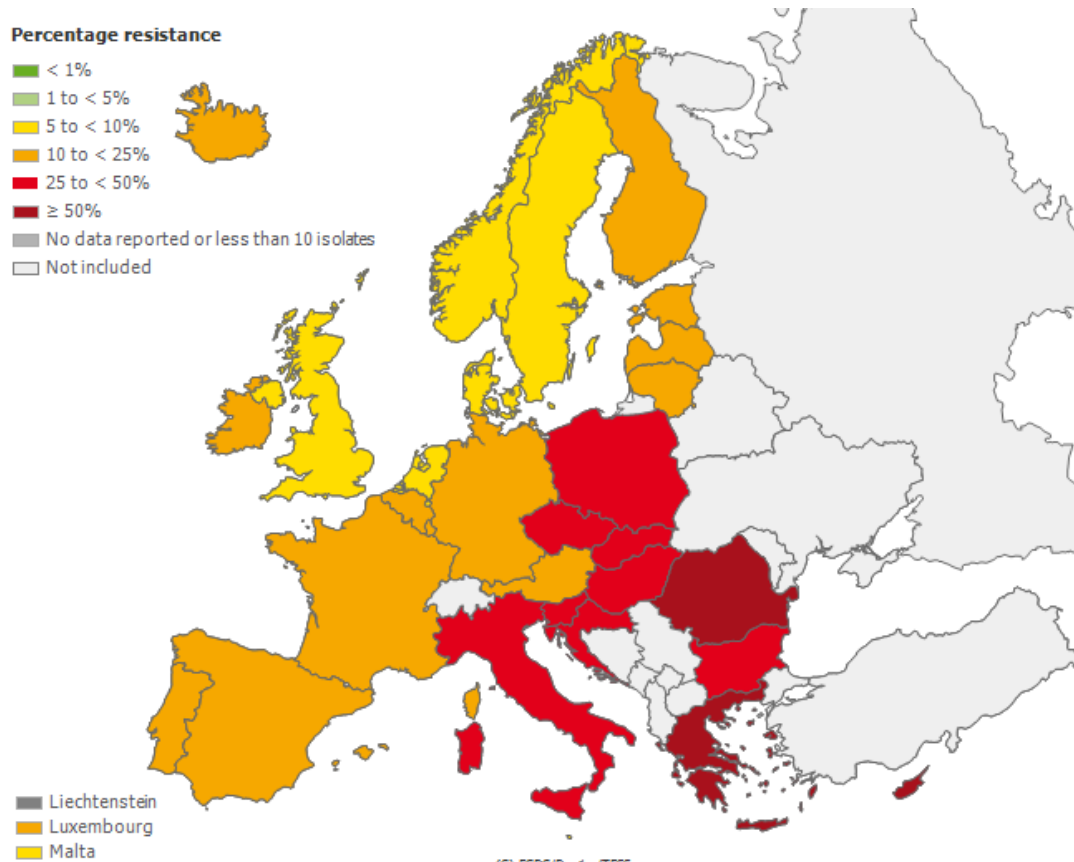 Percentage resistance
< 1%
1 to < 5%
5 to < 10%
10 to < 25%
25 to < 50%
≥ 50%
No data reported or less than 10 isolates
Not included
Liechtenstein
Luxembourg
Malta